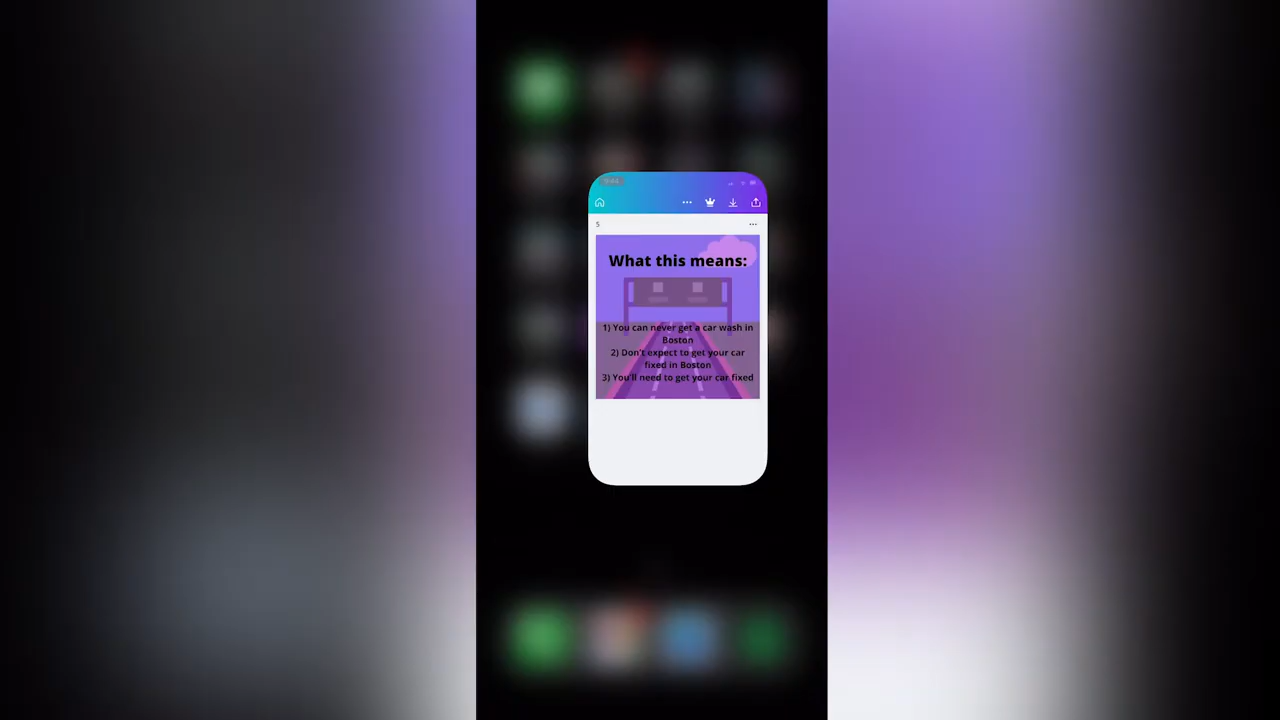 5
What this means:
1) You can never get a car wash in
Boston
2) Don't expect to get your car
fixed in Boston
3) You'll need to get your car fixed